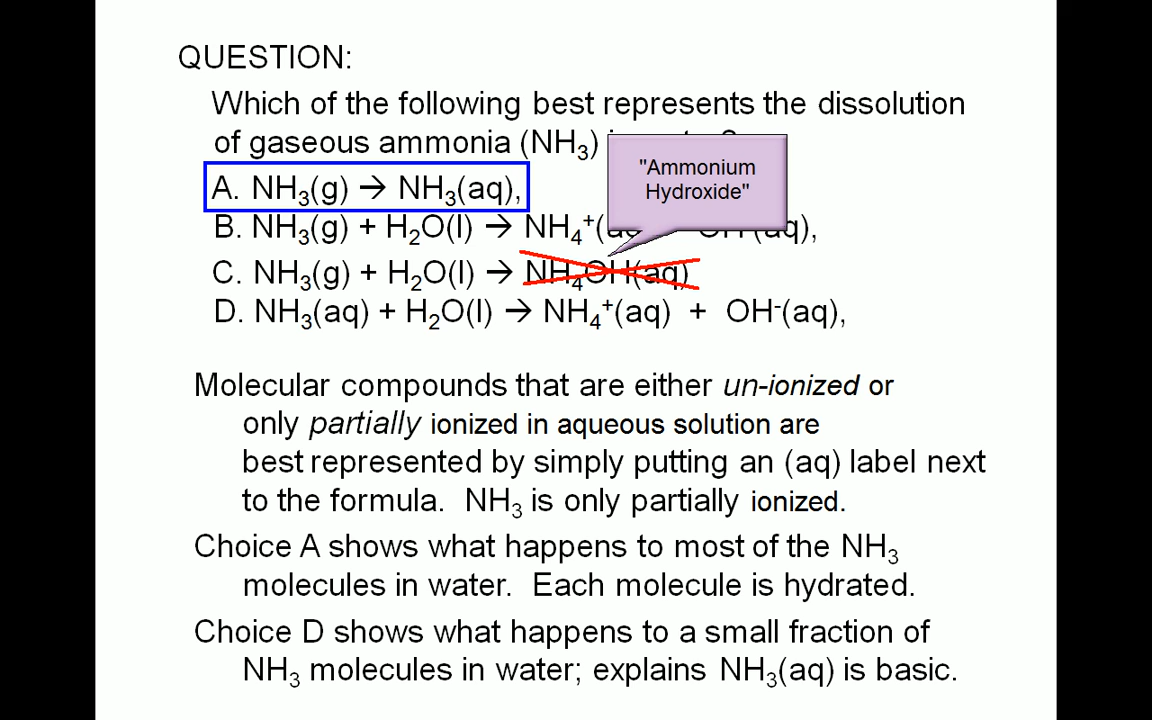 QUESTION:
Which of the following best represents the dissolution
of gaseous ammonia (NH₃)
"Ammonium
Hydroxide"
A. NH₃(g) → NH₃(aq),
B. NH₃(g) + H₂O(l) → NH₄⁺(aq),
C. NH₃(g) + H₂O(l) → NH₄OH(aq)
D. NH₃(aq) + H₂O(l) → NH₄⁺(aq) + OH⁻(aq),
Molecular compounds that are either un-ionized or
only partially ionized in aqueous solution are
best represented by simply putting an (aq) label next
to the formula. NH₃ is only partially ionized.
Choice A shows what happens to most of the NH₃
molecules in water. Each molecule is hydrated.
Choice D shows what happens to a small fraction of
NH₃ molecules in water; explains NH₃(aq) is basic.